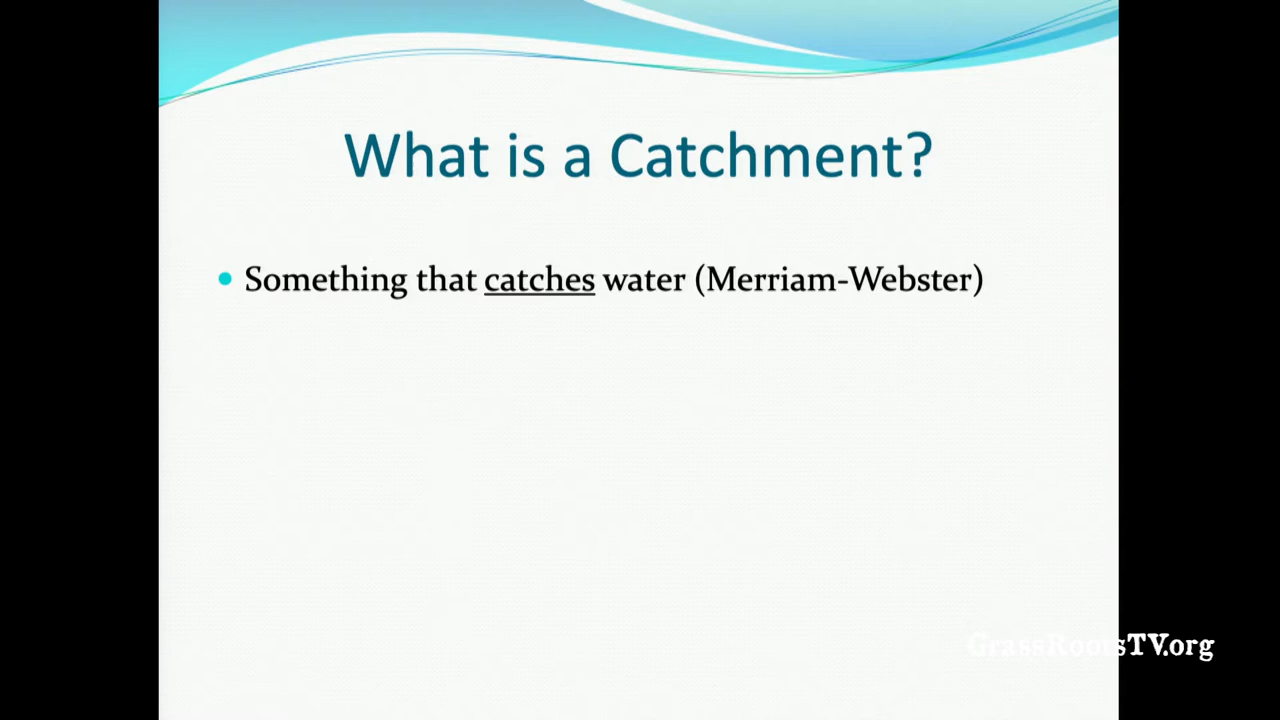 What is a Catchment?
• Something that catches water (Merriam-Webster)
GrassRootsTV.org